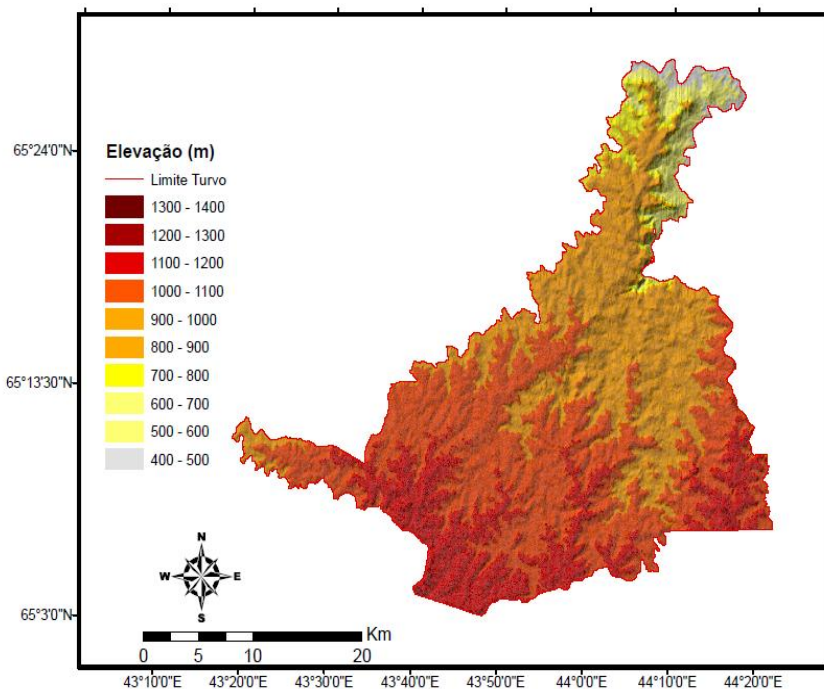 65°24'0"N
Elevação (m)
Limite Turvo
1300 - 1400
1200 - 1300
1100 - 1200
1000 - 1100
900 - 1000
800 - 900
700 - 800
600 - 700
500 - 600
400 - 500
65°13'30"N
N
W E
S
65°3'0"N
Km
0 5 10 20
43°10'0"E 43°20'0"E 43°30'0"E 43°40'0"E 43°50'0"E 44°0'0"E 44°10'0"E 44°20'0"E